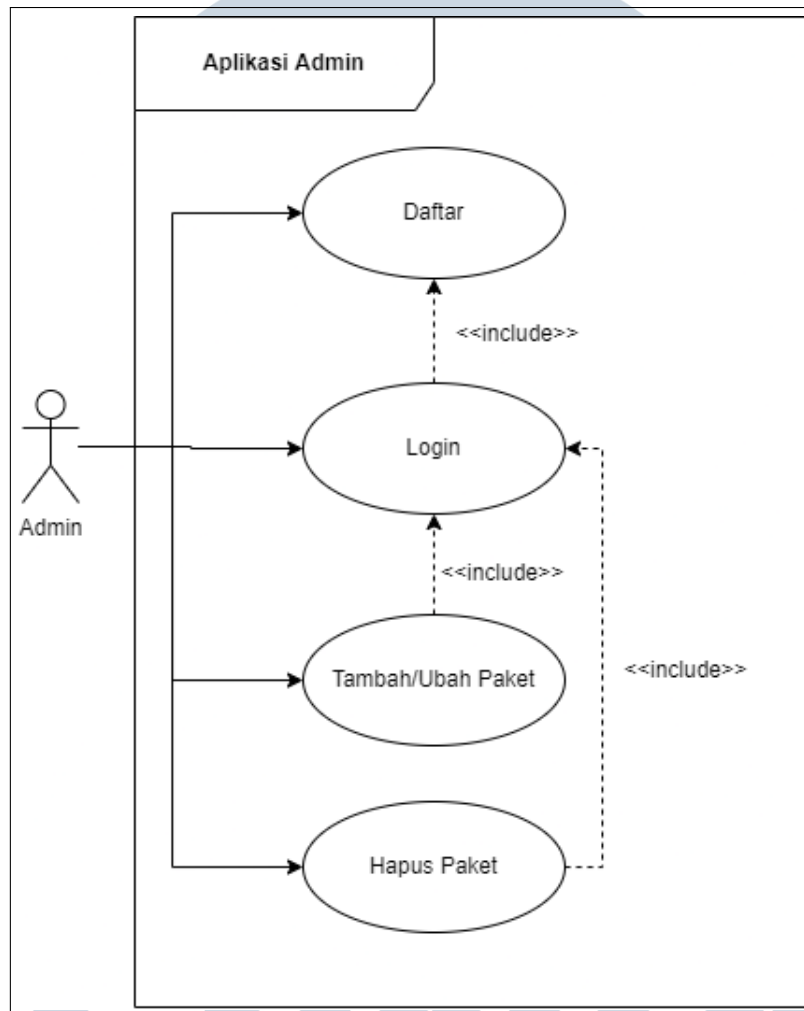 Aplikasi Admin
Daftar
<<include>>
Login
Admin
<<include>>
Tambah/Ubah Paket
<<include>>
Hapus Paket